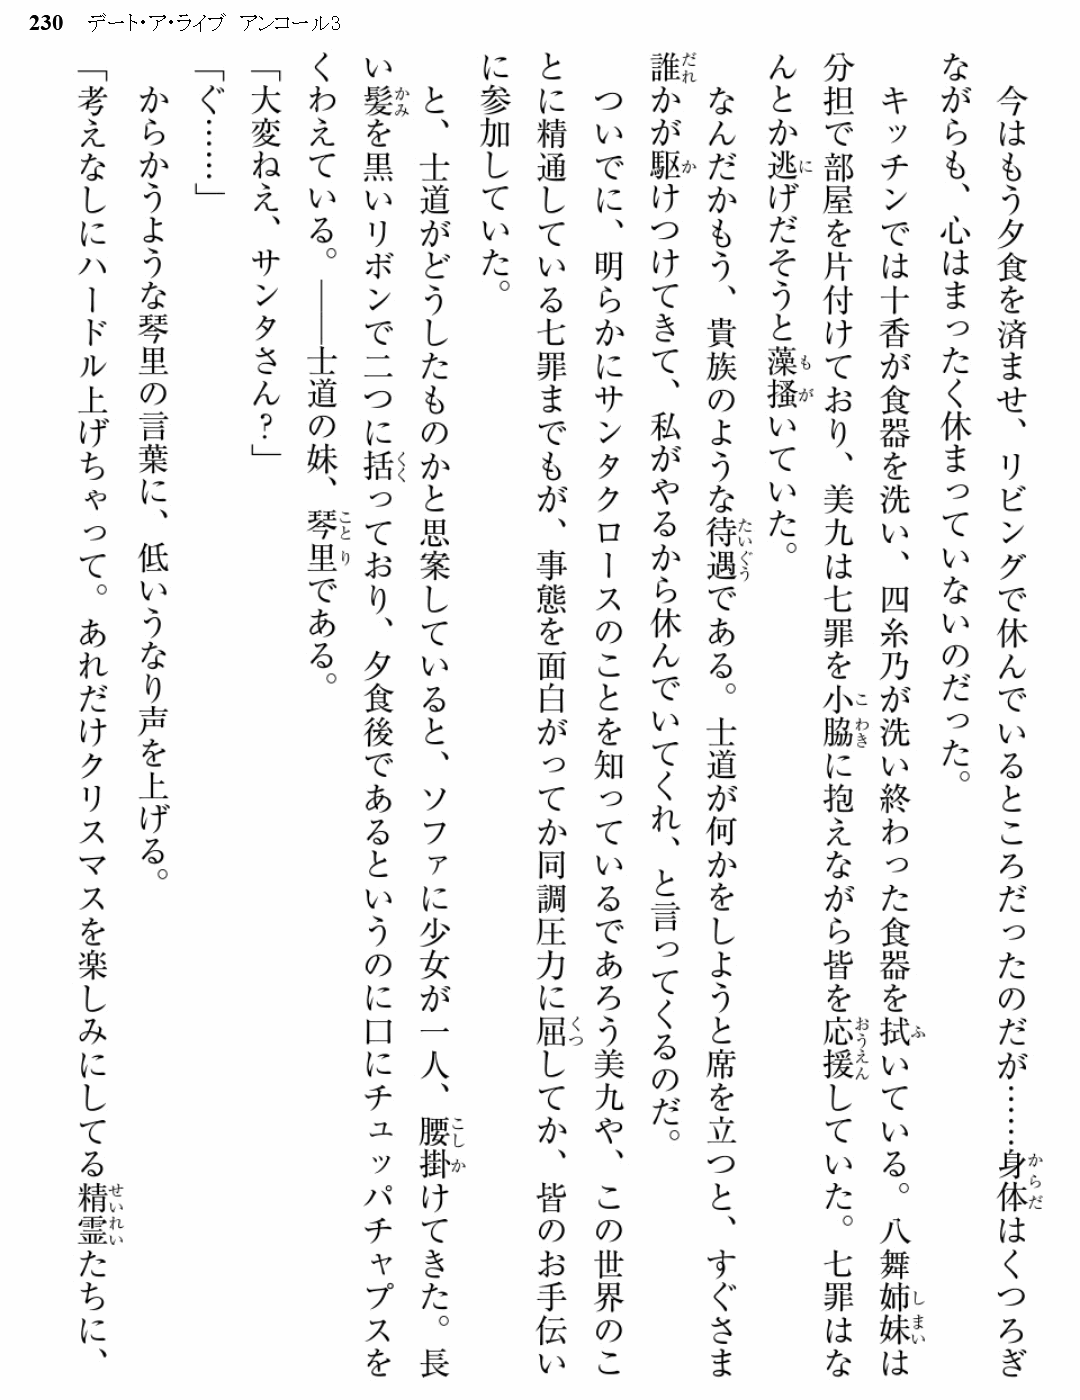 230 デート・ア・ライブ アンコール3
今はもう夕食を済ませ、リビングで休んでいるところだったのだが……身体はくつろぎ
ながらも、心はまったく休まっていないのだった。
キッチンでは十香が食器を洗い、四糸乃が洗い終わった食器を拭いている。八舞姉妹は
分担で部屋を片付けており、美九は七罪を小脇に抱えながら皆を応援していた。七罪はな
んとか逃げだそうと藻掻いていた。
なんだかもう、貴族のような待遇である。士道が何かをしようと席を立つと、すぐさま
誰かが駆けつけてきて、私がやるから休んでいてくれ、と言ってくるのだ。
ついでに、明らかにサンタクロースのことを知っているであろう美九や、この世界のこ
とに精通している七罪までもが、事態を面白がってか同調圧力に屈してか、皆のお手伝い
に参加していた。
と、士道がどうしたものかと思案していると、ソファに少女が一人、腰掛けてきた。長
い髪を黒いリボンで二つに括っており、夕食後であるというのに口にチュッパチャプスを
くわえている。――士道の妹、琴里である。
「大変ねえ、サンタさん?」
「ぐ……」
からかうような琴里の言葉に、低いうなり声を上げる。
「考えなしにハードル上げちゃって。あれだけクリスマスを楽しみにしてる精霊たちに、